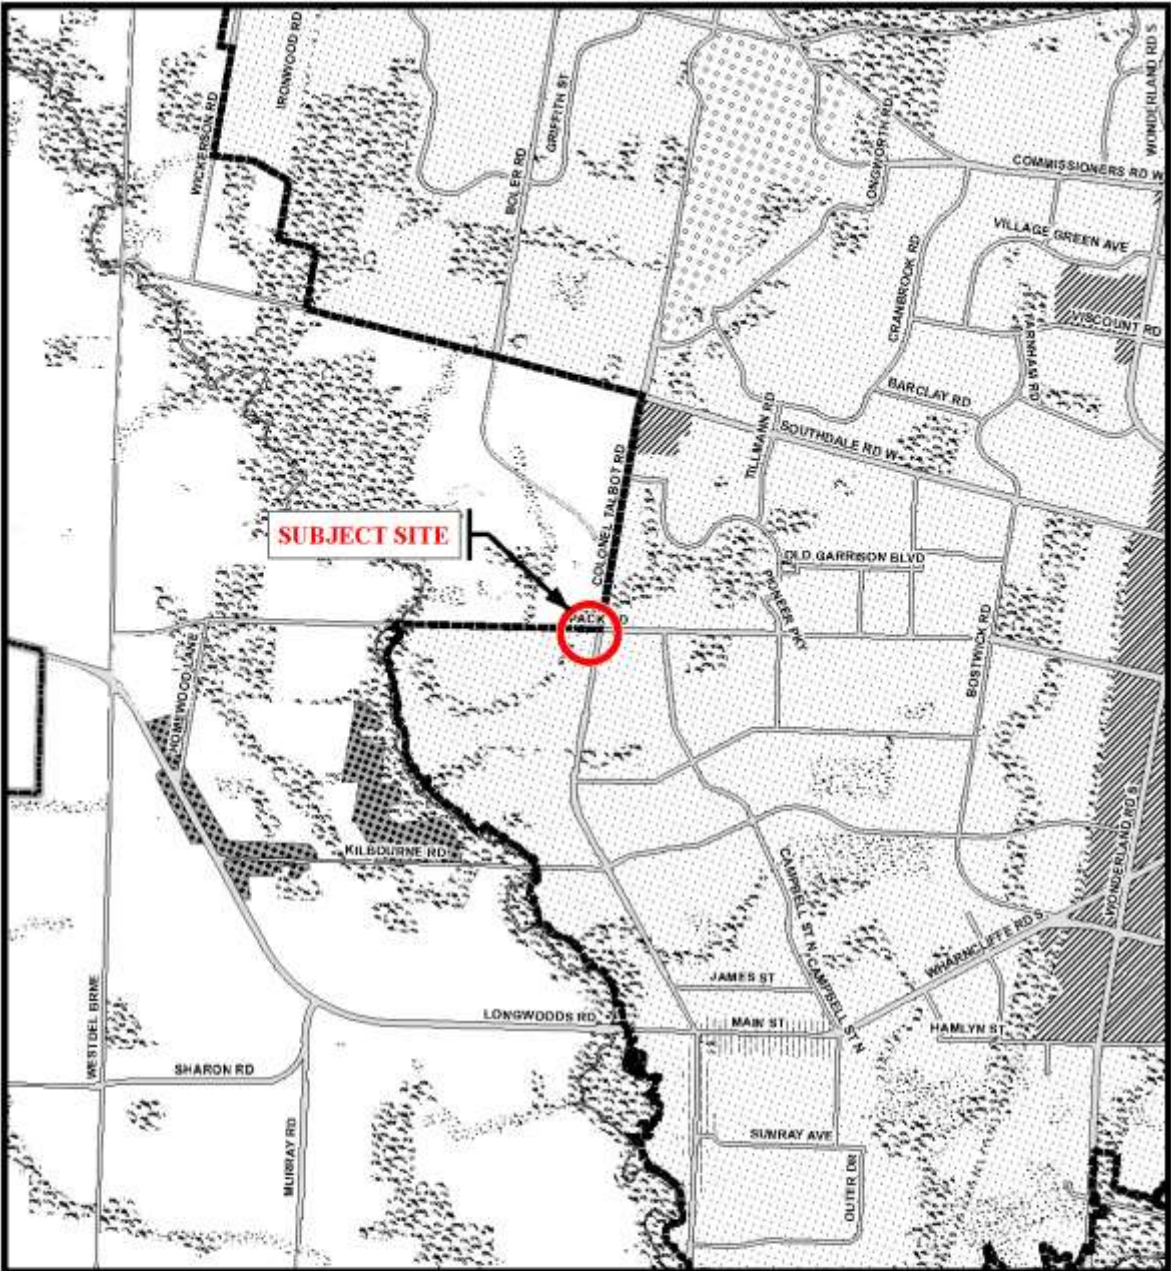 IRONWOOD RD
WICKERSON RD
GRIFFITH ST
BOLER RD
WONDERLAND RD S
COMMISSIONERS RD W
VILLAGE GREEN AVE
CRANBROOK RD
VISCOUNT RD
FARNHAM RD
BARCLAY RD
TILLMANN RD
SOUTHDALE RD W
COLONEL TALBOT RD
SUBJECT SITE
OLD GARRISON BLVD
PIONEER PKY
PACK
BOSTWICK RD
HOMEWOOD LANE
KILBOURNE RD
WONDERLAND RD S
CAMPBELL ST N
CAMPBELL ST N
WHARNCLIFFE RD S
JAMES ST
MAIN ST
HAMLYN ST
LONGWOODS RD
WESTDEL BRNE
SHARON RD
MURRAY RD
SUNRAY AVE
OUTER DR